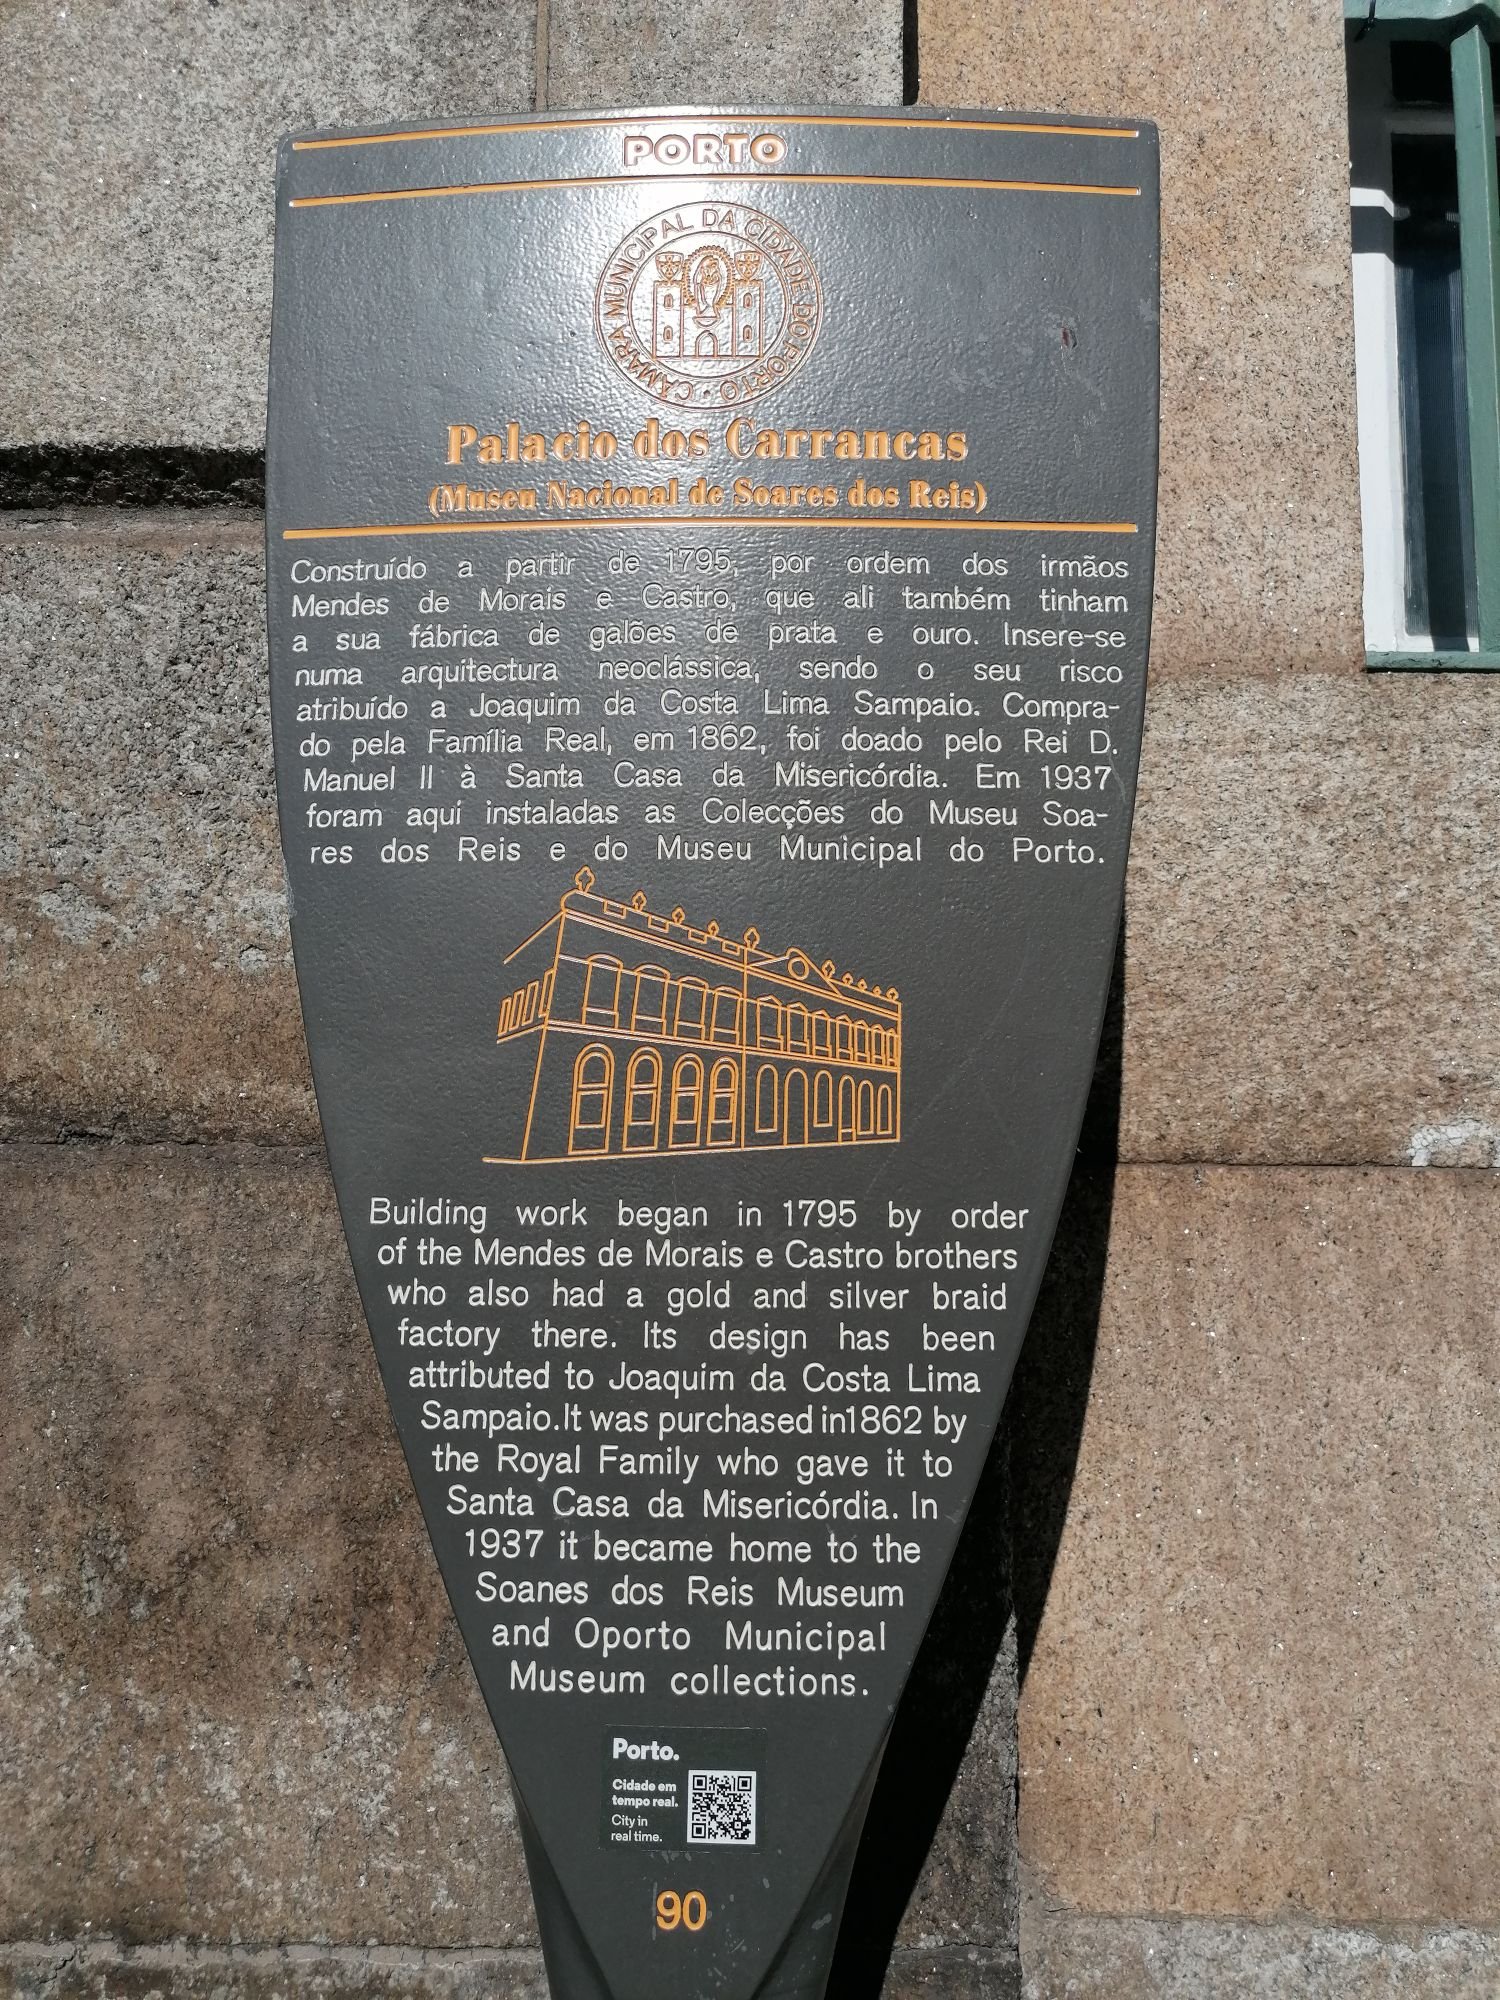 PORTO
CÂMARA MUNICIPAL DA CIDADE DO PORTO
Palacio dos Carrancas
(Museu Nacional de Soares dos Reis)
Construído a partir de 1795, por ordem dos irmãos
Mendes de Morais e Castro, que ali também tinham
a sua fábrica de galões de prata e ouro. Insere-se
numa arquitectura neoclássica, sendo o seu risco
atribuído a Joaquim da Costa Lima Sampaio. Compra-
do pela Família Real, em 1862, foi doado pelo Rei D.
Manuel II à Santa Casa da Misericórdia. Em 1937
foram aqui instaladas as Colecções do Museu Soa-
res dos Reis e do Museu Municipal do Porto.
Building work began in 1795 by order
of the Mendes de Morais e Castro brothers
who also had a gold and silver braid
factory there. Its design has been
attributed to Joaquim da Costa Lima
Sampaio.It was purchased in1862 by
the Royal Family who gave it to
Santa Casa da Misericórdia. In
1937 it became home to the
Soanes dos Reis Museum
and Oporto Municipal
Museum collections.
Porto.
Cidade em
tempo real.
City in
real time.
90